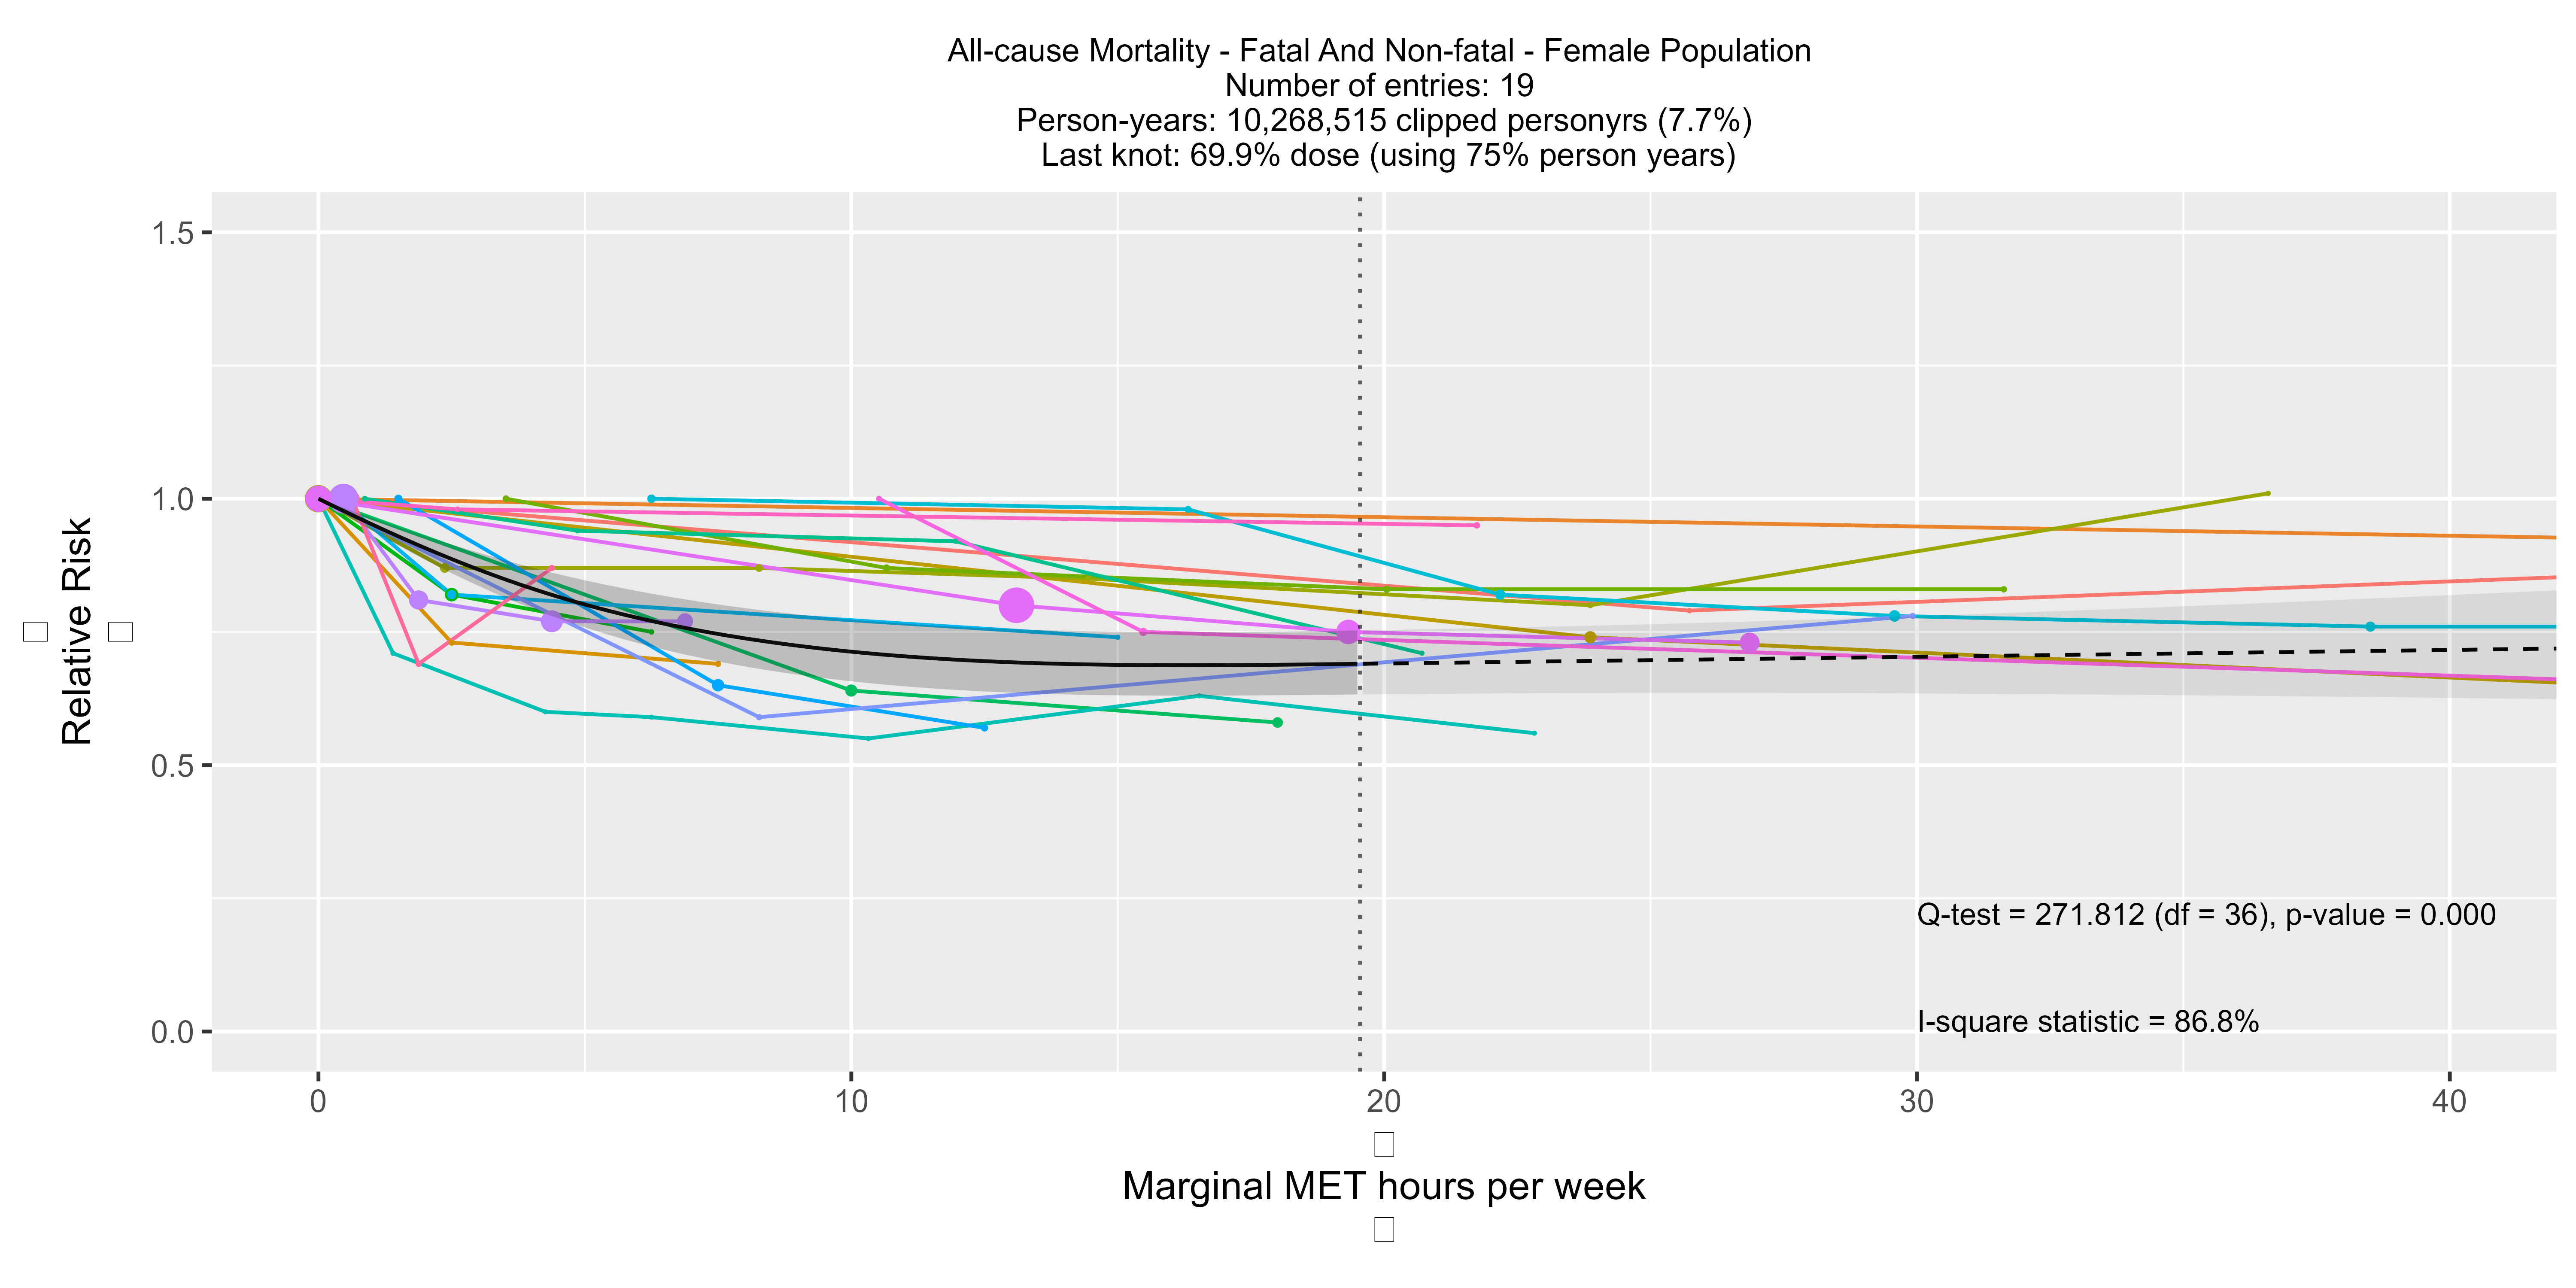 All-cause Mortality - Fatal And Non-fatal - Female Population
Number of entries: 19
Person-years: 10,268,515 clipped personyrs (7.7%)
Last knot: 69.9% dose (using 75% person years)
1.5
1.0
0.5
0.0
Relative Risk
Q-test = 271.812 (df = 36), p-value = 0.000
I-square statistic = 86.8%
0 10 20 30 40
Marginal MET hours per week